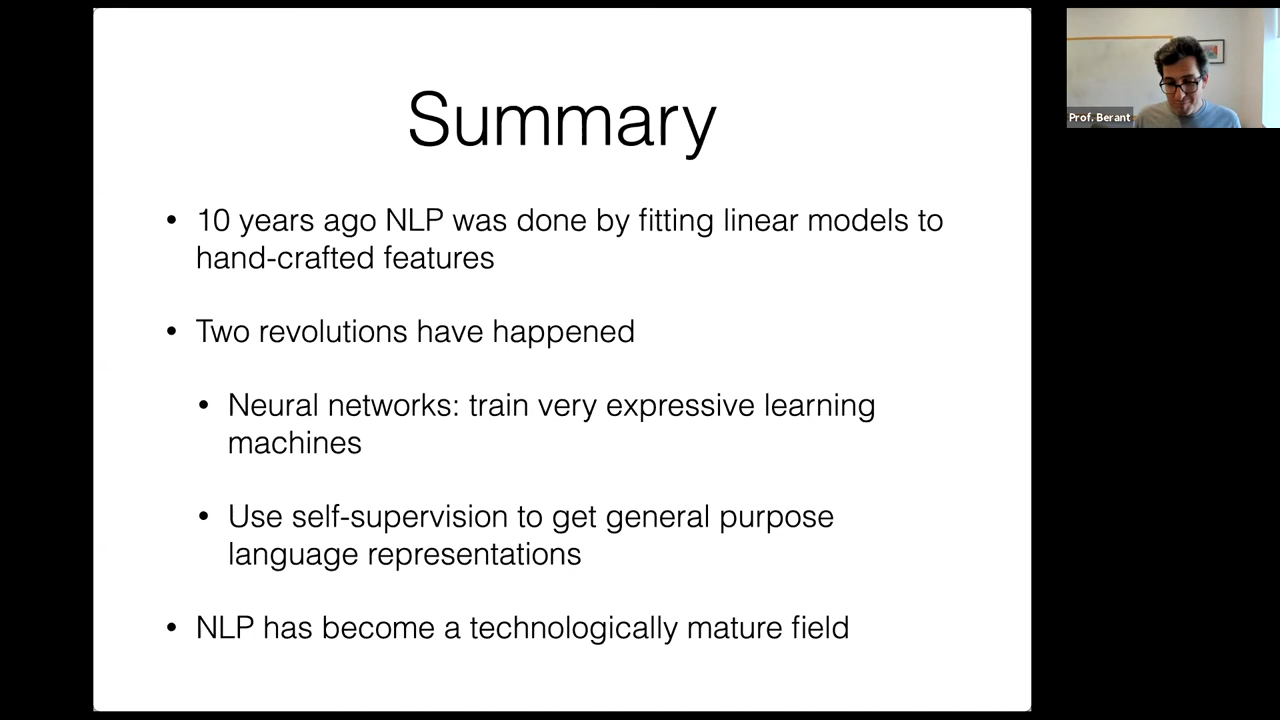 Summary
• 10 years ago NLP was done by fitting linear models to
hand-crafted features
• Two revolutions have happened
• Neural networks: train very expressive learning
machines
• Use self-supervision to get general purpose
language representations
• NLP has become a technologically mature field
Prof. Berant